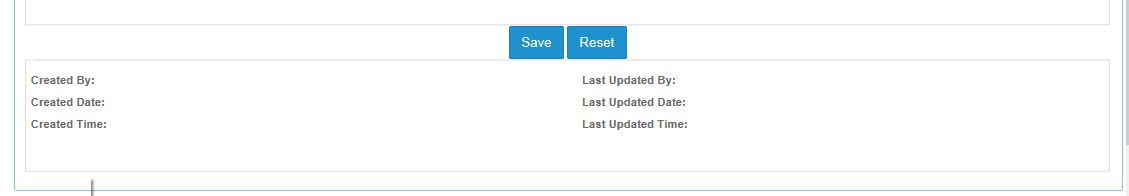 Save Reset
Created By: Last Updated By:
Created Date: Last Updated Date:
Created Time: Last Updated Time: